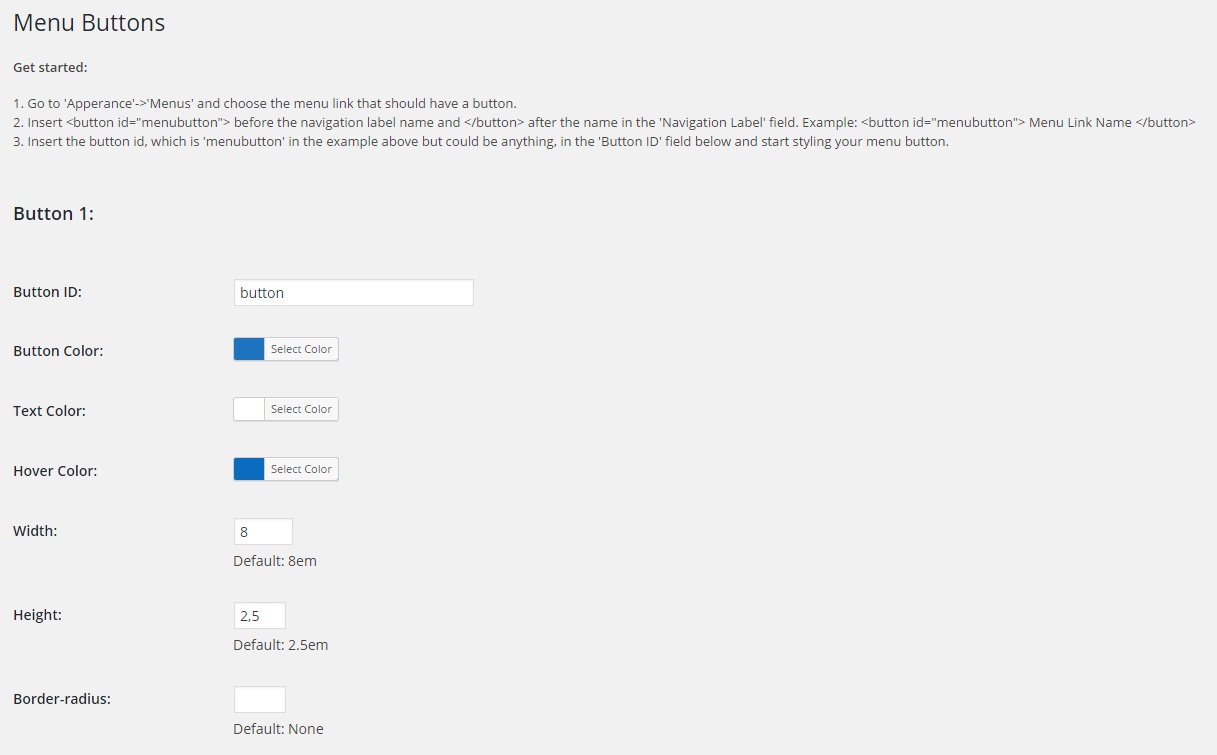 Menu Buttons
Get started:
1. Go to 'Apperance'->'Menus' and choose the menu link that should have a button.
2. Insert <button id="menubutton"> before the navigation label name and </button> after the name in the 'Navigation Label' field. Example: <button id="menubutton"> Menu Link Name </button>
3. Insert the button id, which is 'menubutton' in the example above but could be anything, in the 'Button ID' field below and start styling your menu button.
Button 1:
Button ID: button
Button Color: Select Color
Text Color: Select Color
Hover Color: Select Color
Width: 8
Default: 8em
Height: 2,5
Default: 2.5em
Border-radius:
Default: None